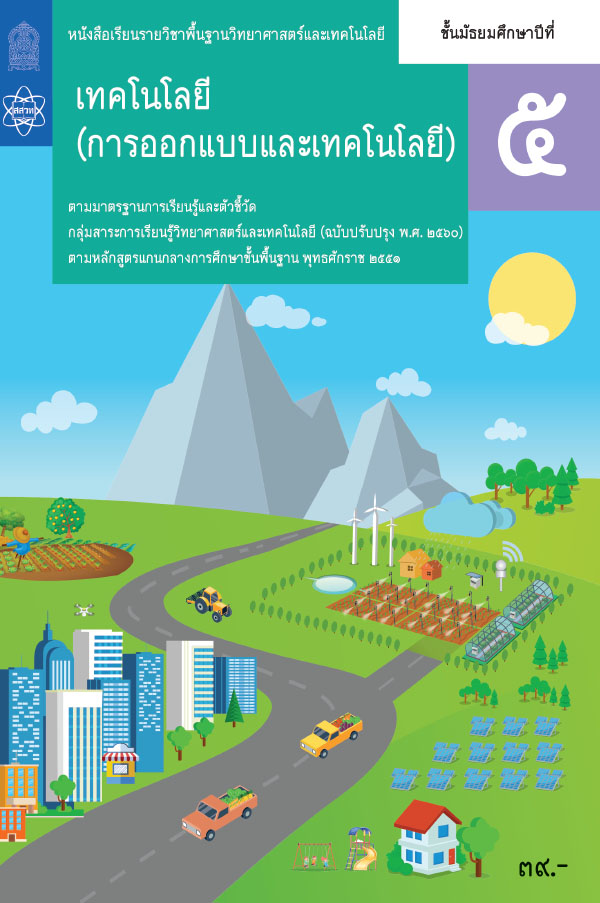 หนังสือเรียนรายวิชาพื้นฐานวิทยาศาสตร์และเทคโนโลยี
ชั้นมัธยมศึกษาปีที่
๕
เทคโนโลยี
(การออกแบบและเทคโนโลยี)
ตามมาตรฐานการเรียนรู้และตัวชี้วัด
กลุ่มสาระการเรียนรู้วิทยาศาสตร์และเทคโนโลยี (ฉบับปรับปรุง พ.ศ. ๒๕๖๐)
ตามหลักสูตรแกนกลางการศึกษาขั้นพื้นฐาน พุทธศักราช ๒๕๕๑
สสวท
๓๙.-